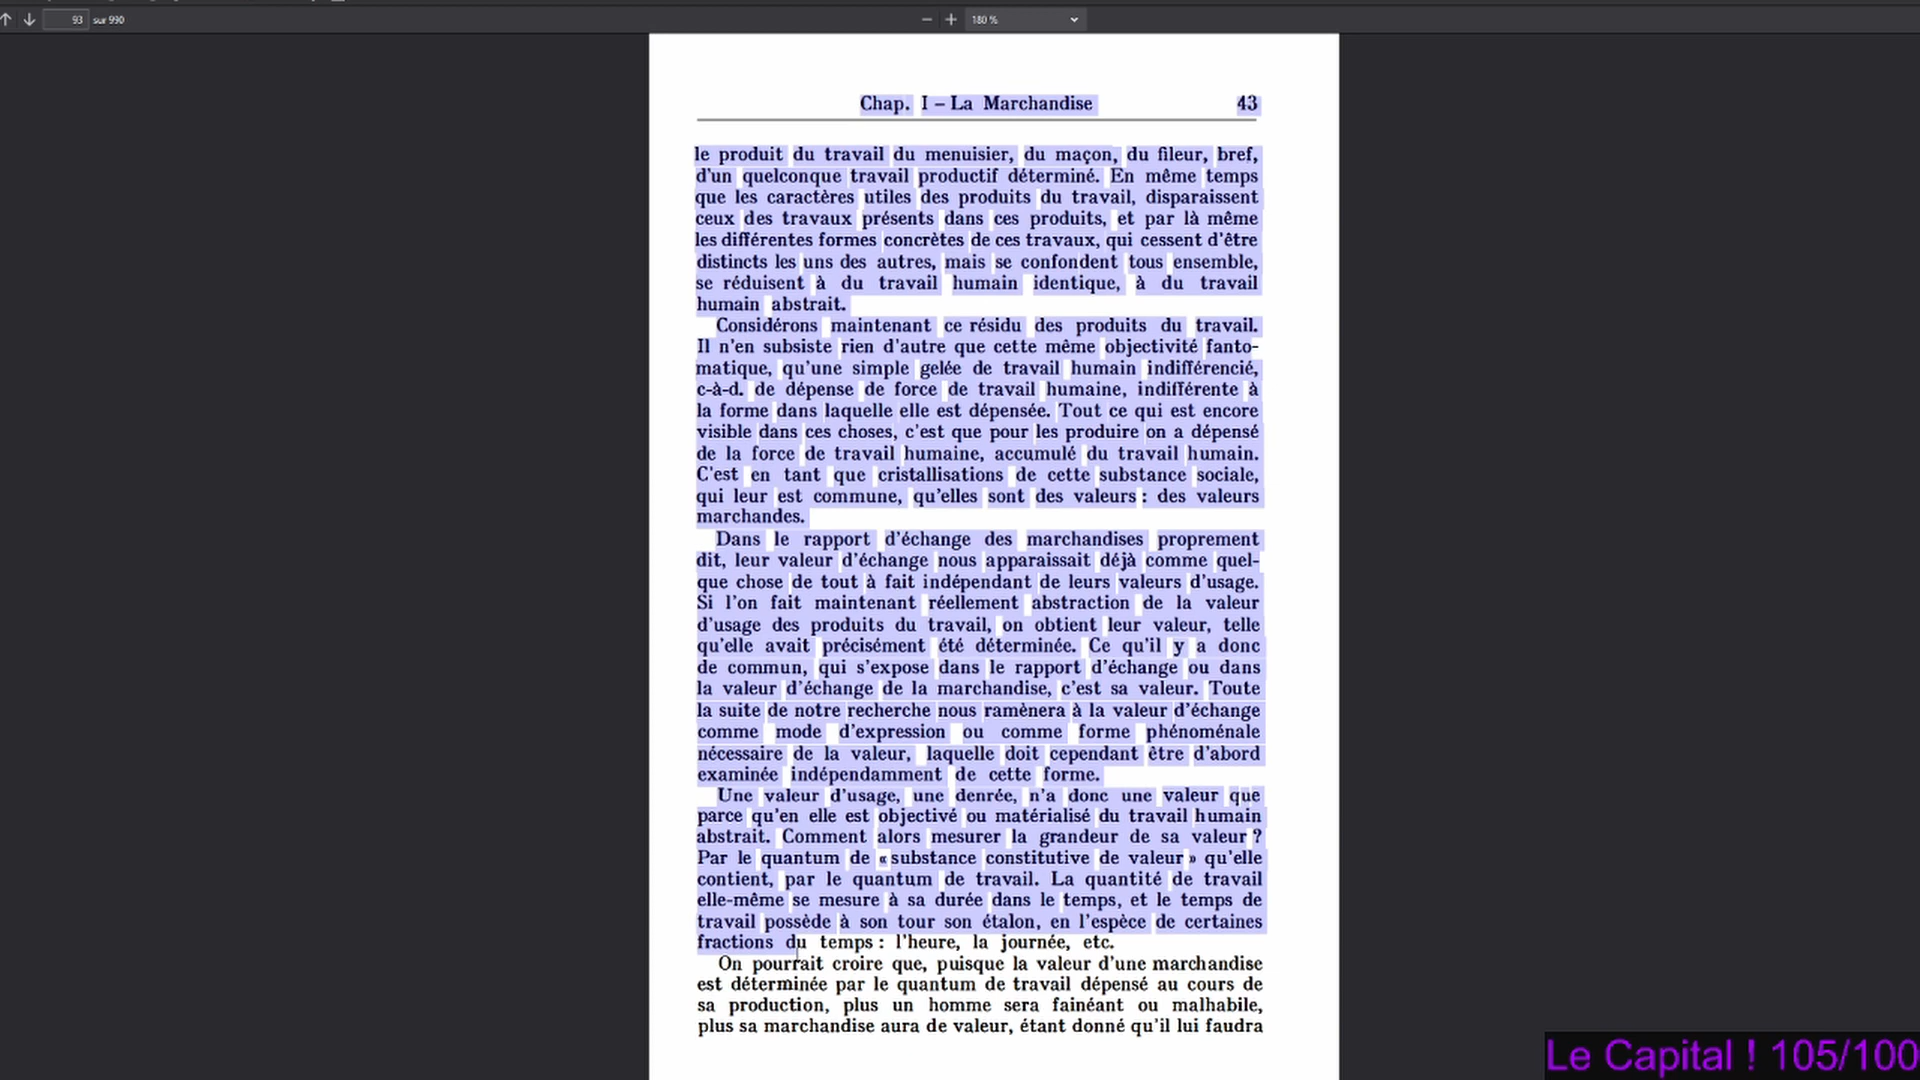 93 sur 990 180 %
Chap. I – La Marchandise 43
le produit du travail du menuisier, du maçon, du fileur, bref,
d'un quelconque travail productif déterminé. En même temps
que les caractères utiles des produits du travail, disparaissent
ceux des travaux présents dans ces produits, et par là même
les différentes formes concrètes de ces travaux, qui cessent d'être
distincts les uns des autres, mais se confondent tous ensemble,
se réduisent à du travail humain identique, à du travail
humain abstrait.
Considérons maintenant ce résidu des produits du travail.
Il n'en subsiste rien d'autre que cette même objectivité fanto-
matique, qu'une simple gelée de travail humain indifférencié,
c-à-d. de dépense de force de travail humaine, indifférente à
la forme dans laquelle elle est dépensée. Tout ce qui est encore
visible dans ces choses, c'est que pour les produire on a dépensé
de la force de travail humaine, accumulé du travail humain.
C'est en tant que cristallisations de cette substance sociale,
qui leur est commune, qu'elles sont des valeurs : des valeurs
marchandes.
Dans le rapport d'échange des marchandises proprement
dit, leur valeur d'échange nous apparaissait déjà comme quel-
que chose de tout à fait indépendant de leurs valeurs d'usage.
Si l'on fait maintenant réellement abstraction de la valeur
d'usage des produits du travail, on obtient leur valeur, telle
qu'elle avait précisément été déterminée. Ce qu'il y a donc
de commun, qui s'expose dans le rapport d'échange ou dans
la valeur d'échange de la marchandise, c'est sa valeur. Toute
la suite de notre recherche nous ramènera à la valeur d'échange
comme mode d'expression ou comme forme phénoménale
nécessaire de la valeur, laquelle doit cependant être d'abord
examinée indépendamment de cette forme.
Une valeur d'usage, une denrée, n'a donc une valeur que
parce qu'en elle est objectivé ou matérialisé du travail humain
abstrait. Comment alors mesurer la grandeur de sa valeur ?
Par le quantum de « substance constitutive de valeur » qu'elle
contient, par le quantum de travail. La quantité de travail
elle-même se mesure à sa durée dans le temps, et le temps de
travail possède à son tour son étalon, en l'espèce de certaines
fractions du temps : l'heure, la journée, etc.
On pourrait croire que, puisque la valeur d'une marchandise
est déterminée par le quantum de travail dépensé au cours de
sa production, plus un homme sera fainéant ou malhabile,
plus sa marchandise aura de valeur, étant donné qu'il lui faudra
Le Capital ! 105/100